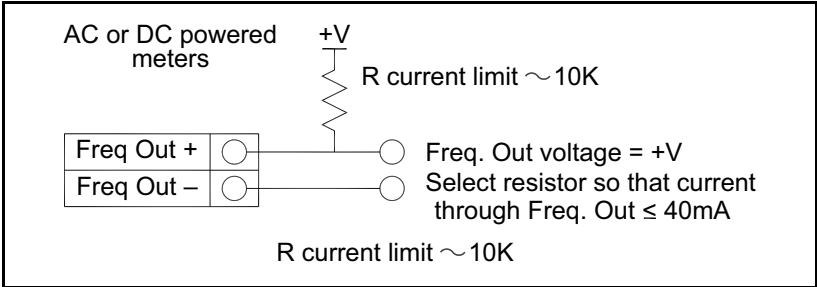 AC or DC powered
meters
+V
R current limit ~10K
Freq Out +
Freq. Out voltage = +V
Freq Out –
Select resistor so that current
through Freq. Out ≤ 40mA
R current limit ~10K